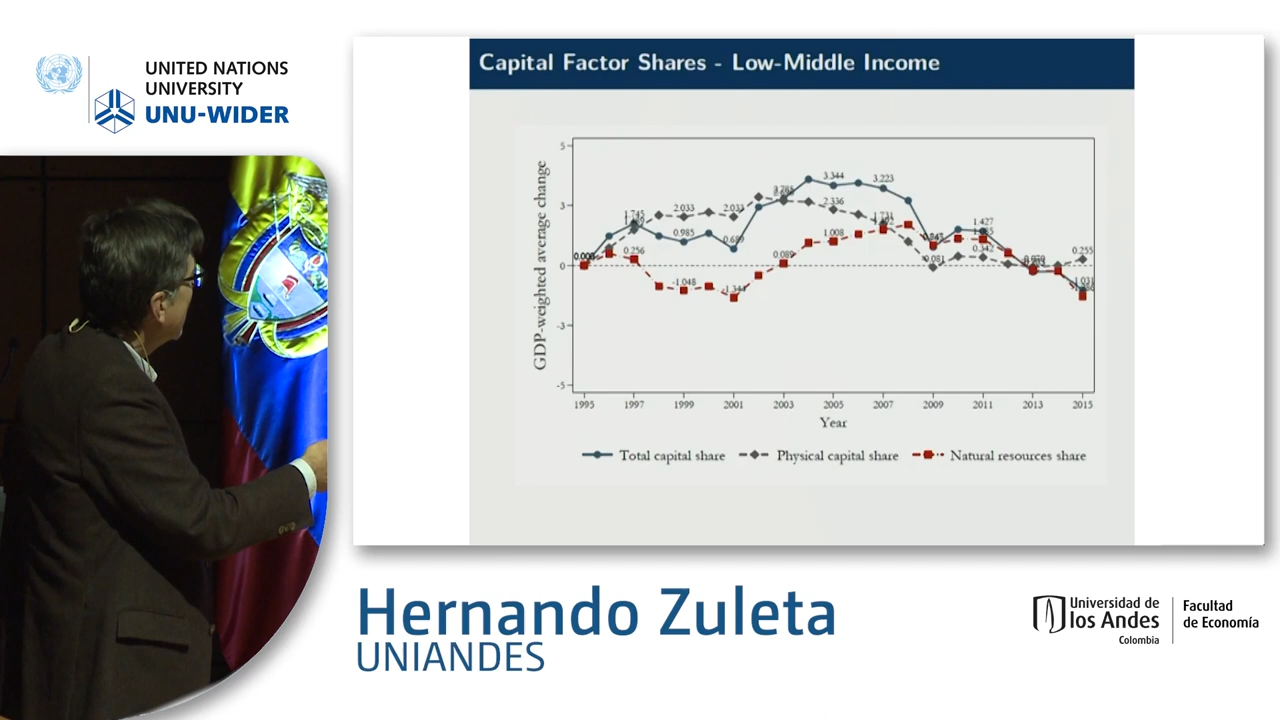 UNITED NATIONS
UNIVERSITY
UNU-WIDER
Capital Factor Shares - Low-Middle Income
GDP-weighted average change
5
3
0
-3
-5
0.000
1.745
0.256
2.033
0.985
-1.048
2.033
0.689
-1.344
3.285
0.089
3.344
2.336
1.008
3.223
1.731
0.081
1.427
0.342
0.255
1995
1997
1999
2001
2003
2005
2007
2009
2011
2013
2015
Year
Total capital share
Physical capital share
Natural resources share
Hernando Zuleta
UNIANDES
Universidad de
los Andes
Colombia
Facultad
de Economía